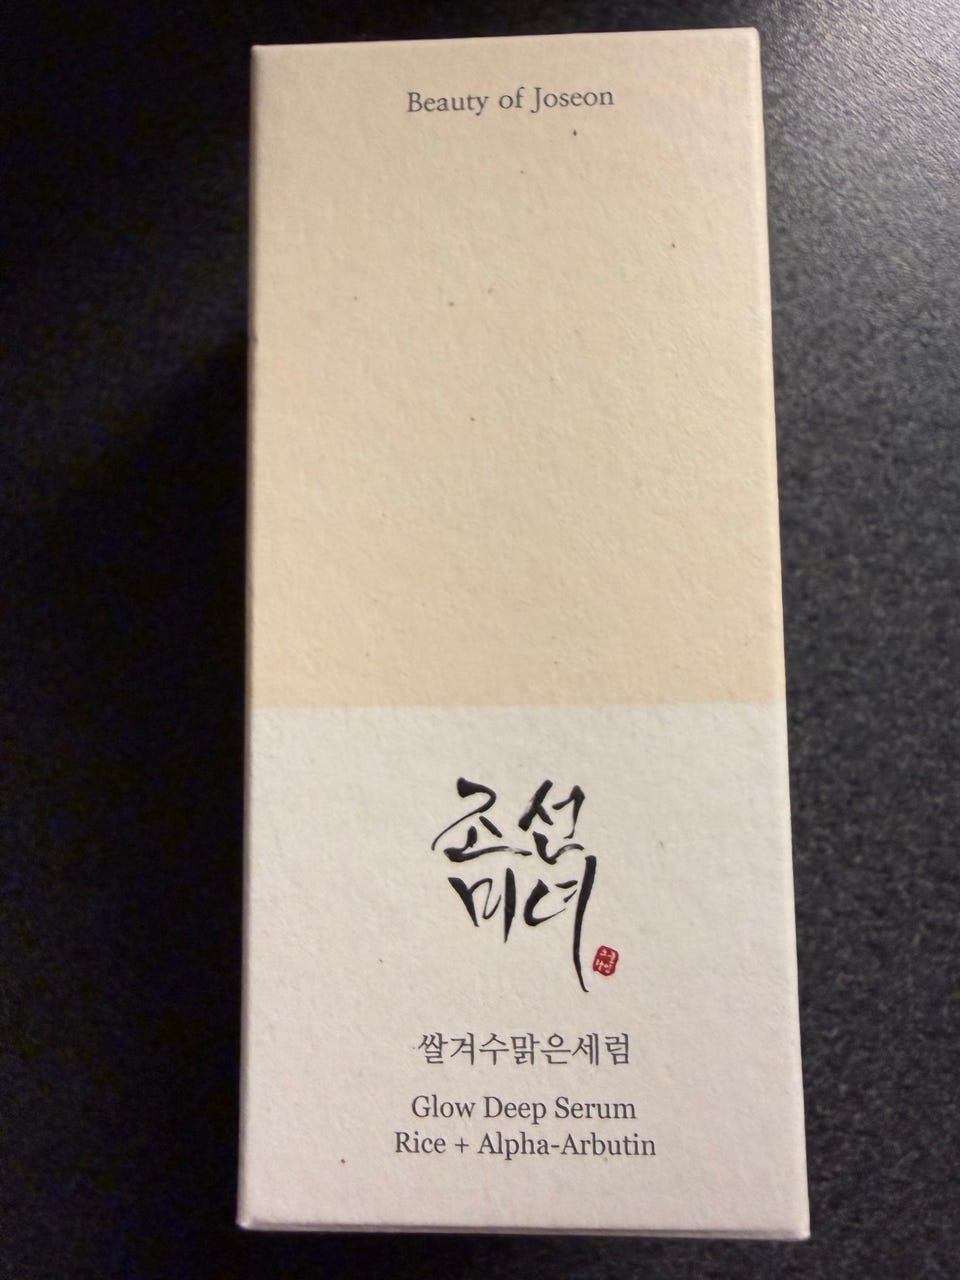 Beauty of Joseon
조선
미녀
쌀겨수맑은세럼
Glow Deep Serum
Rice + Alpha-Arbutin